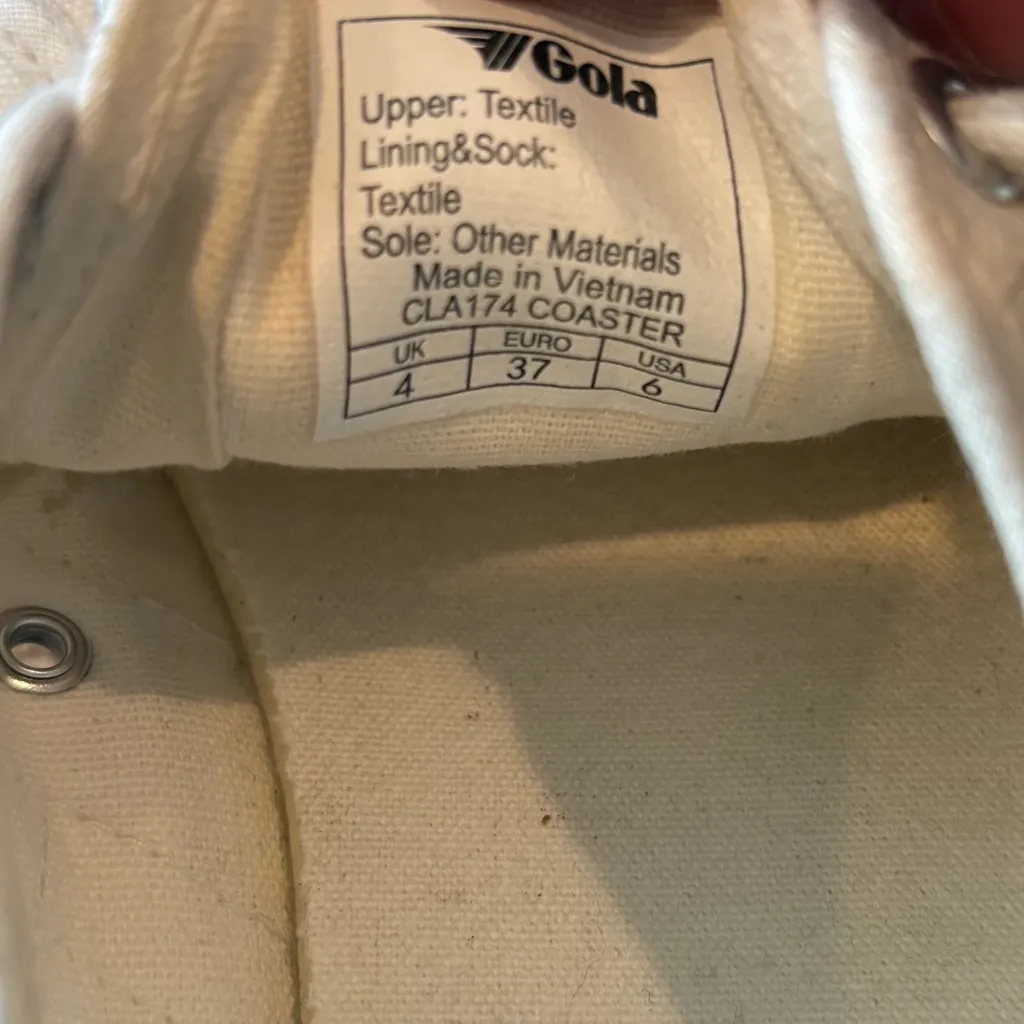 Gola
Upper: Textile
Lining&Sock:
Textile
Sole: Other Materials
Made in Vietnam
CLA174 COASTER
UK EURO USA
4 37 6